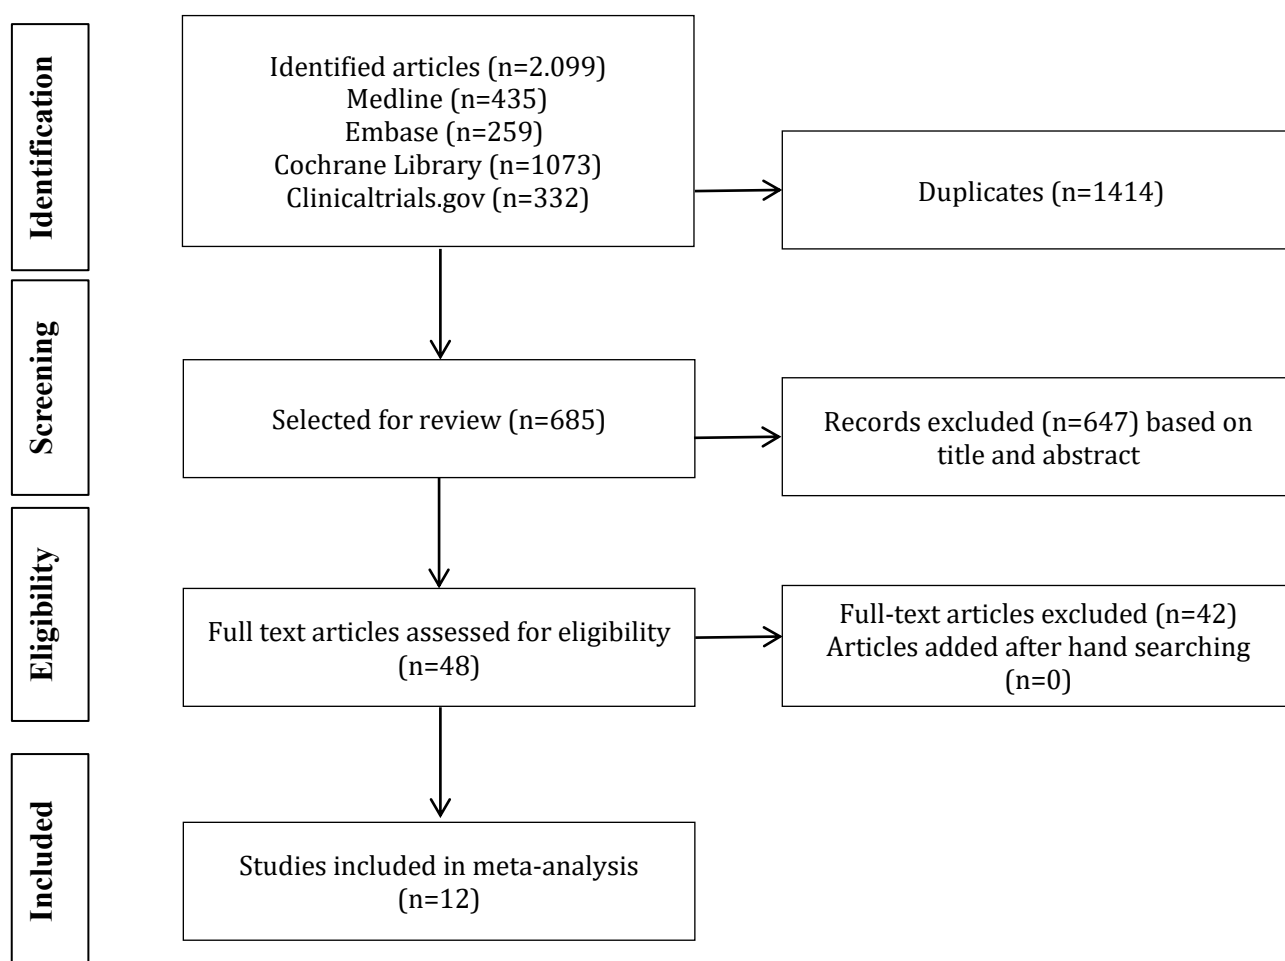 Identification
Identified articles (n=2.099)
Medline (n=435)
Embase (n=259)
Cochrane Library (n=1073)
Clinicaltrials.gov (n=332)
Duplicates (n=1414)
Screening
Selected for review (n=685)
Records excluded (n=647) based on
title and abstract
Eligibility
Full text articles assessed for eligibility
(n=48)
Full-text articles excluded (n=42)
Articles added after hand searching
(n=0)
Included
Studies included in meta-analysis
(n=12)